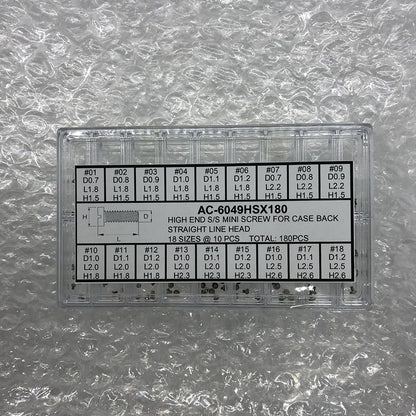 #01 #02 #03 #04 #05 #06 #07 #08 #09
D0.7 D0.8 D0.9 D1.0 D1.1 D1.2 D0.7 D0.8 D0.9
L1.8 L1.8 L1.8 L1.8 L1.8 L1.8 L2.2 L2.2 L2.2
H1.5 H1.5 H1.5 H1.5 H1.5 H1.5 H1.5 H1.5 H1.5
AC-6049HSX180
HIGH END S/S MINI SCREW FOR CASE BACK
STRAIGHT LINE HEAD
18 SIZES @ 10 PCS TOTAL: 180PCS
H D
L
#10 #11 #12 #13 #14 #15 #16 #17 #18
D1.0 D1.1 D1.2 D1.0 D1.1 D1.2 D1.0 D1.1 D1.2
L2.0 L2.0 L2.0 L2.0 L2.0 L2.0 L2.5 L2.5 L2.5
H1.8 H1.8 H1.8 H2.3 H2.3 H2.3 H2.6 H2.6 H2.6